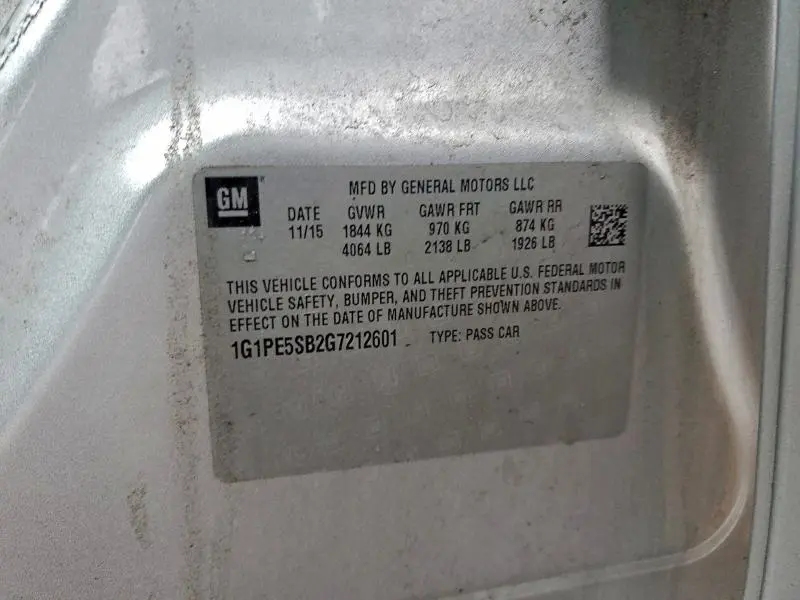 GM
MFD BY GENERAL MOTORS LLC
DATE GVWR GAWR FRT GAWR RR
11/15 1844 KG 970 KG 874 KG
4064 LB 2138 LB 1926 LB
THIS VEHICLE CONFORMS TO ALL APPLICABLE U.S. FEDERAL MOTOR
VEHICLE SAFETY, BUMPER, AND THEFT PREVENTION STANDARDS IN
EFFECT ON THE DATE OF MANUFACTURE SHOWN ABOVE.
1G1PE5SB2G7212601 TYPE: PASS CAR